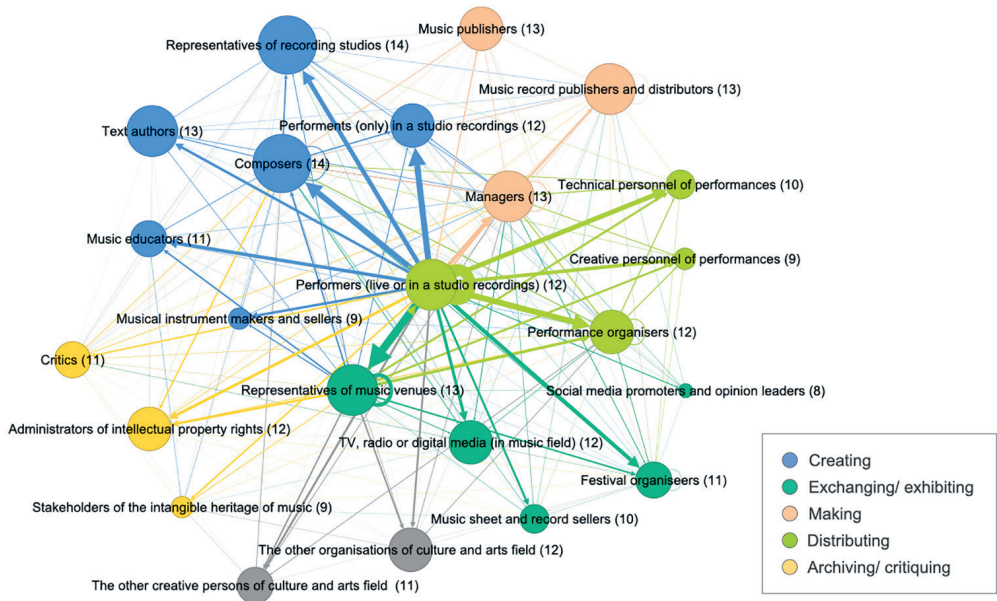 Music publishers (13)
Representatives of recording studios (14)
Music record publishers and distributors (13)
Text authors (13)
Performents (only) in a studio recordings (12)
Composers (14)
Technical personnel of performances (10)
Managers (13)
Music educators (11)
Creative personnel of performances (9)
Performers (live or in a studio recordings) (12)
Musical instrument makers and sellers (9)
Performance organisers (12)
Critics (11)
Representatives of music venues (13)
Social media promoters and opinion leaders (8)
Administrators of intellectual property rights (12)
TV, radio or digital media (in music field) (12)
Festival organiseers (11)
Stakeholders of the intangible heritage of music (9)
Music sheet and record sellers (10)
The other organisations of culture and arts field (12)
The other creative persons of culture and arts field (11)
Creating
Exchanging/ exhibiting
Making
Distributing
Archiving/ critiquing